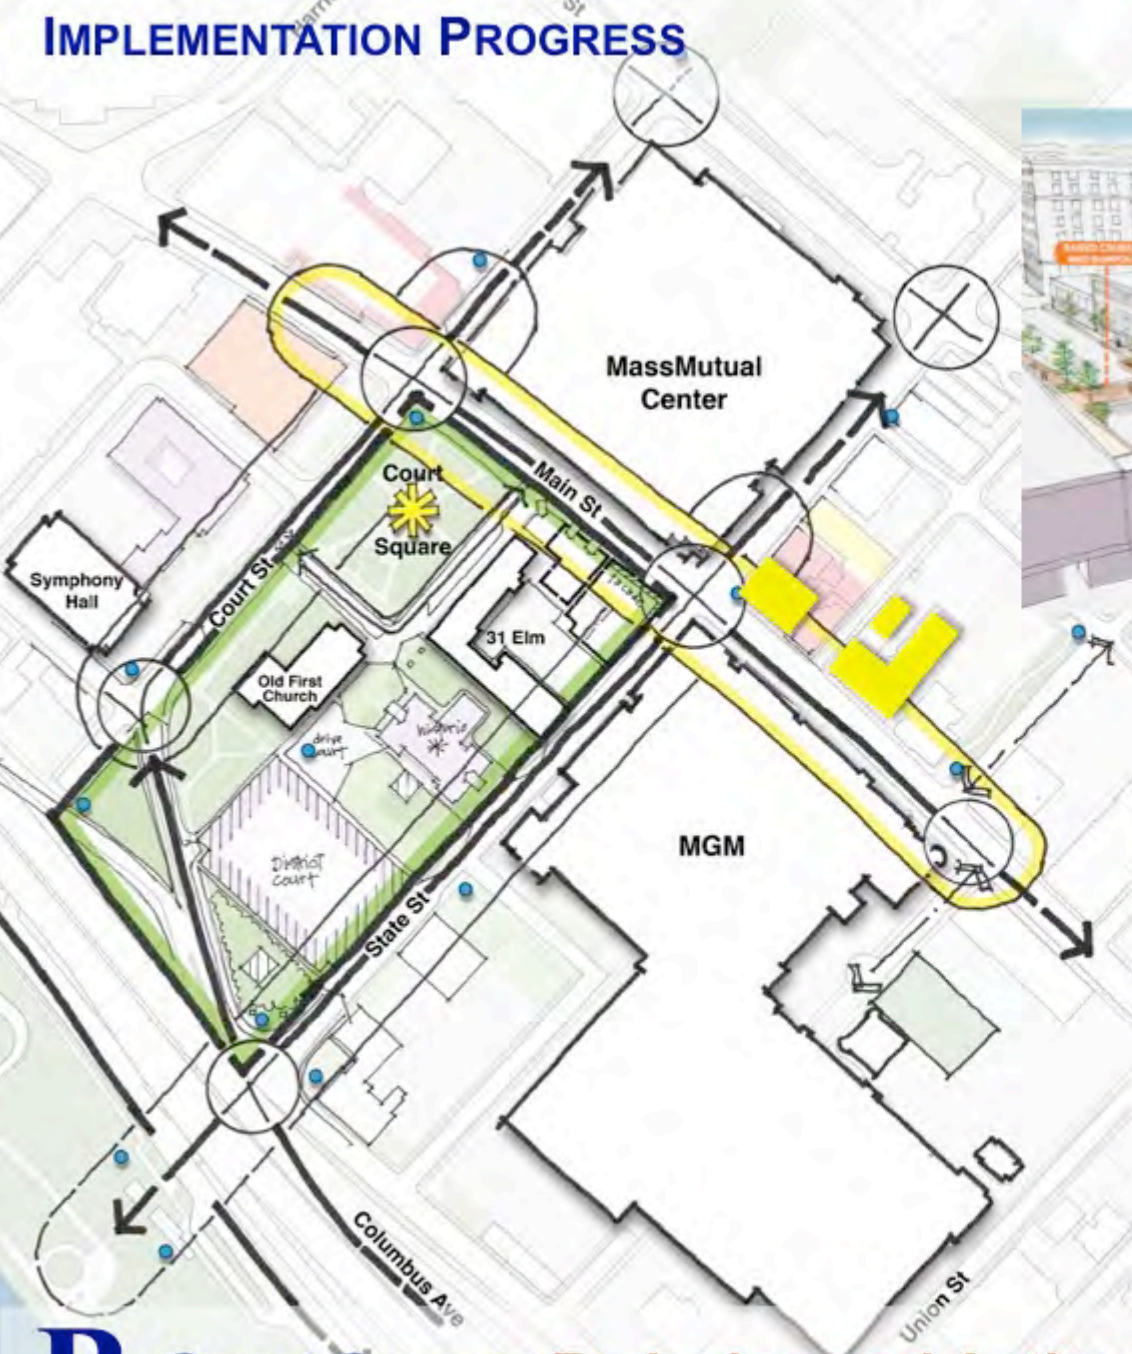 IMPLEMENTATION PROGRESS
St
MassMutual
Center
Main St
Court
Square
Symphony
Hall
Court St
31 Elm
Old First
Church
historic
drive
court
MGM
District
court
State St
Columbus Ave
Union St